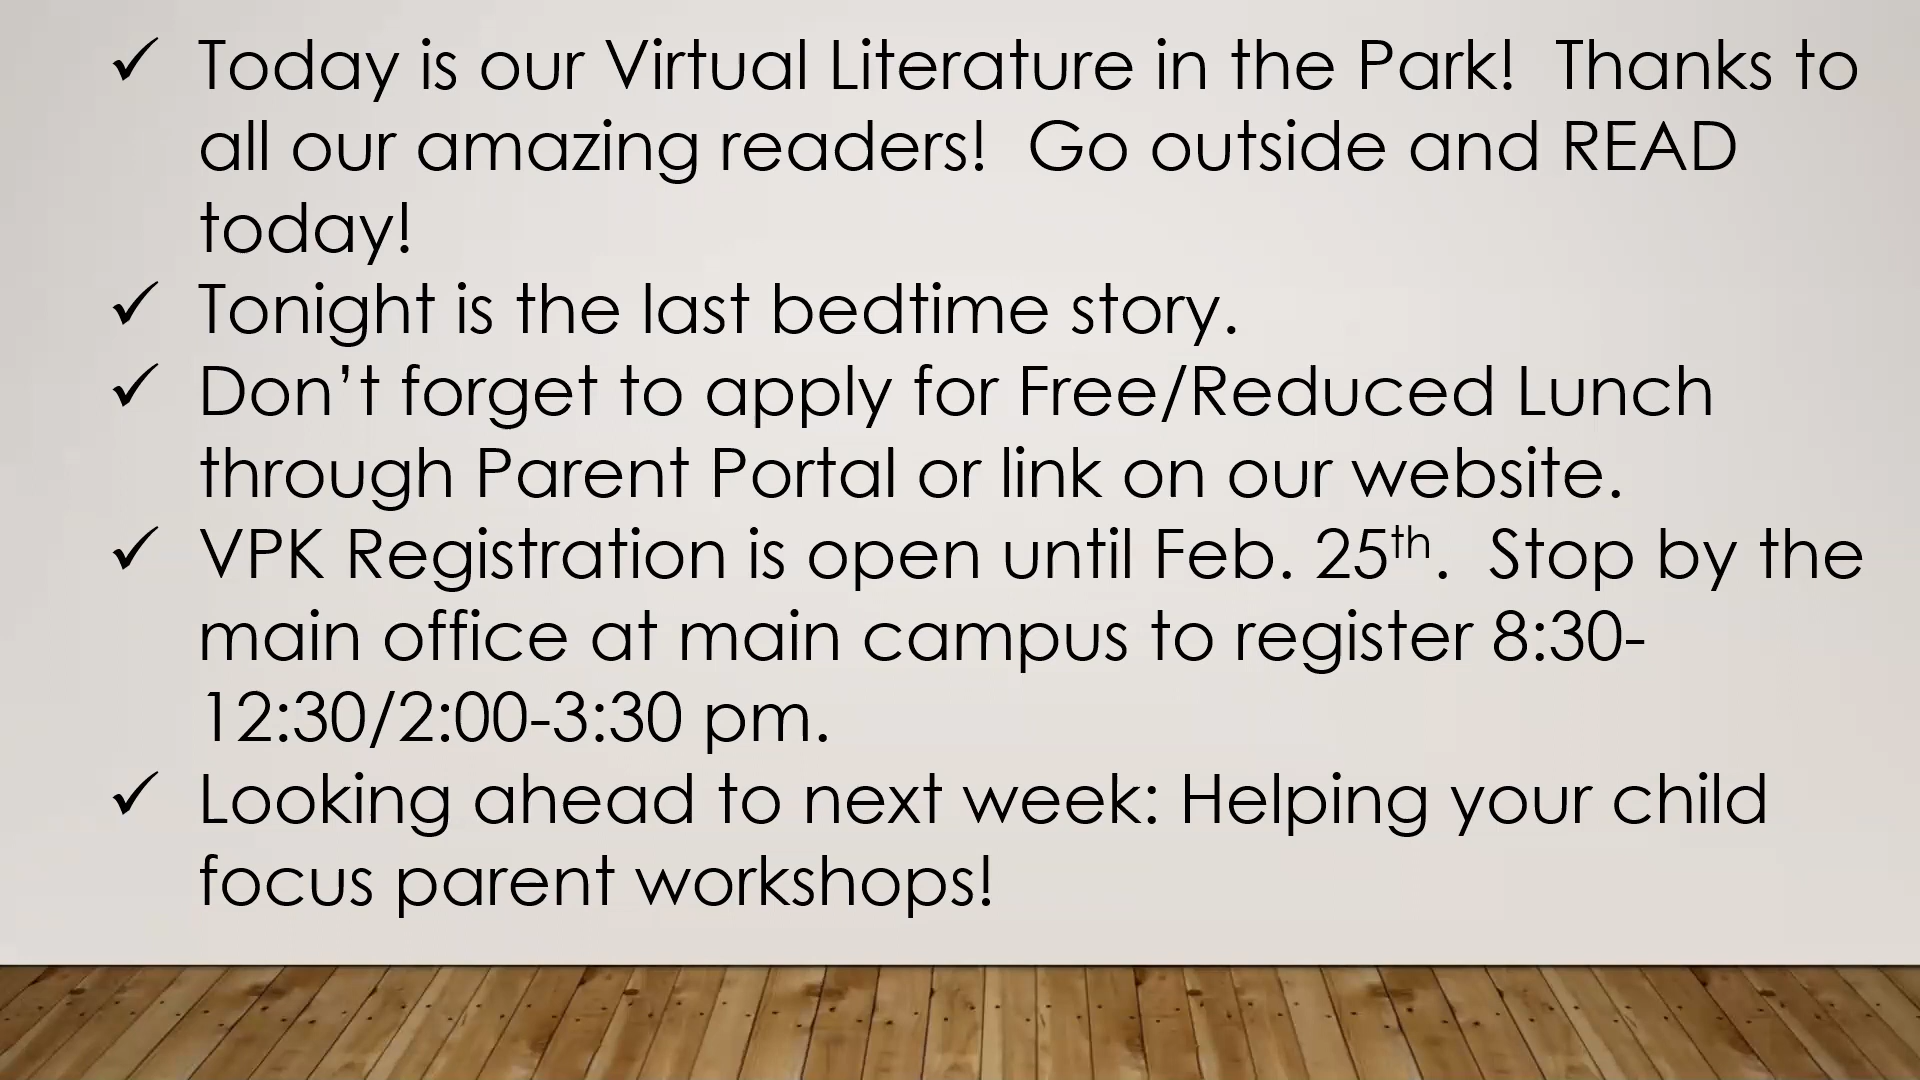 ✓ Today is our Virtual Literature in the Park!  Thanks to
all our amazing readers!  Go outside and READ
today!
✓ Tonight is the last bedtime story.
✓ Don’t forget to apply for Free/Reduced Lunch
through Parent Portal or link on our website.
✓ VPK Registration is open until Feb. 25th.  Stop by the
main office at main campus to register 8:30-
12:30/2:00-3:30 pm.
✓ Looking ahead to next week: Helping your child
focus parent workshops!